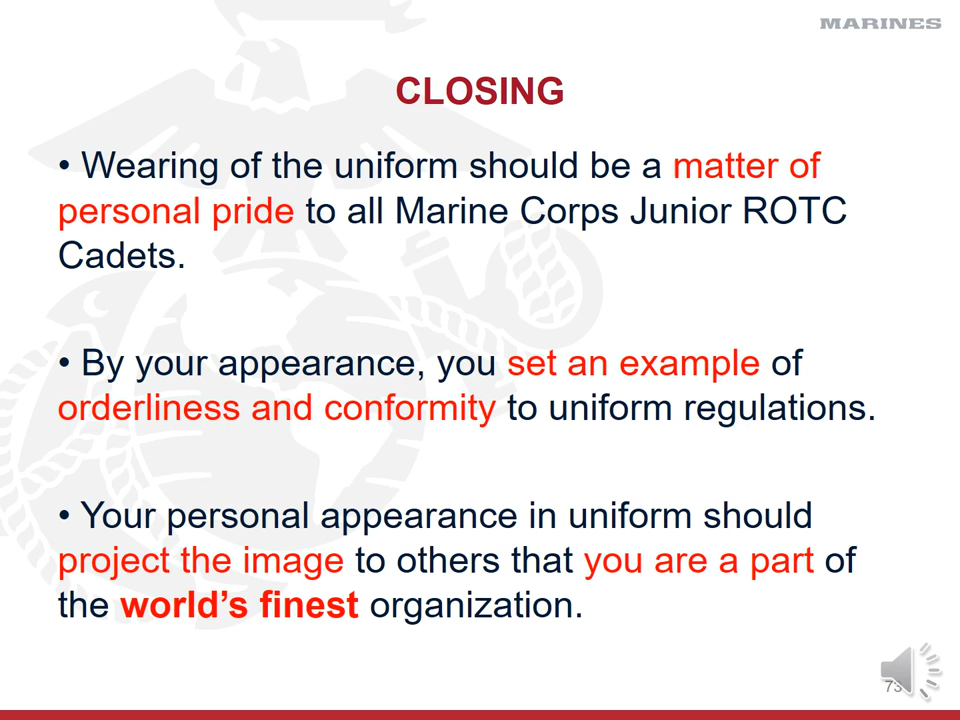 MARINES
CLOSING
• Wearing of the uniform should be a matter of
personal pride to all Marine Corps Junior ROTC
Cadets.
• By your appearance, you set an example of
orderliness and conformity to uniform regulations.
• Your personal appearance in uniform should
project the image to others that you are a part of
the world’s finest organization.
73